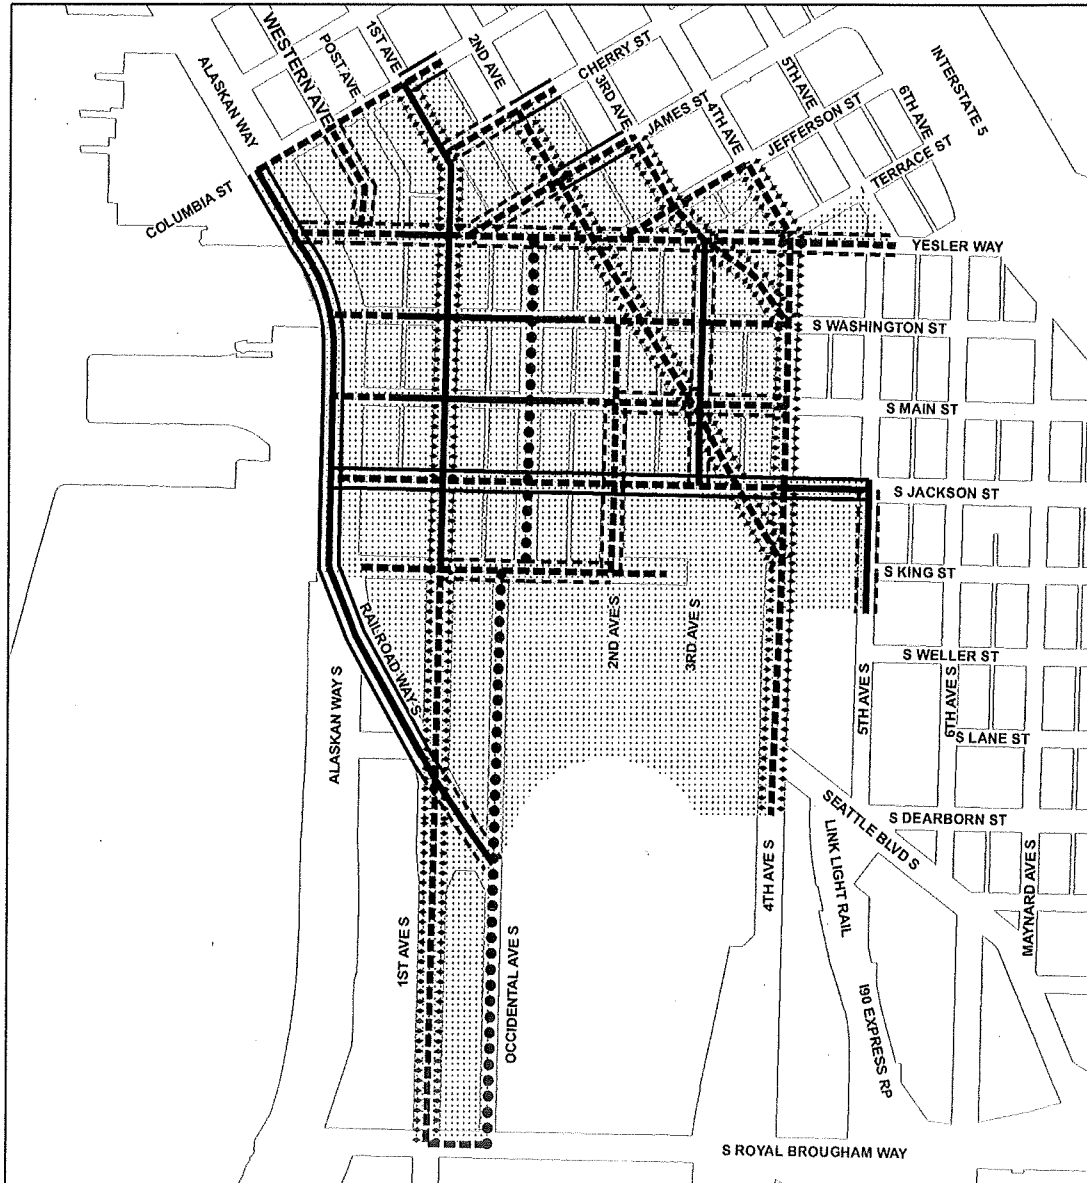 WESTERN AVE
POST AVE
1ST AVE
2ND AVE
CHERRY ST
ALASKAN WAY
3RD AVE
JAMES ST
4TH AVE
5TH AVE
JEFFERSON ST
6TH AVE
INTERSTATE 5
TERRACE ST
COLUMBIA ST
YESLER WAY
S WASHINGTON ST
S MAIN ST
S JACKSON ST
S KING ST
RAILROAD WAY S
2ND AVE S
3RD AVE S
S WELLER ST
ALASKAN WAY S
5TH AVE S
6TH AVE S
S LANE ST
SEATTLE BLVD S
S DEARBORN ST
LINK LIGHT RAIL
4TH AVE S
MAYNARD AVE S
1ST AVE S
OCCIDENTAL AVE S
I90 EXPRESS RP
S ROYAL BROUGHAM WAY